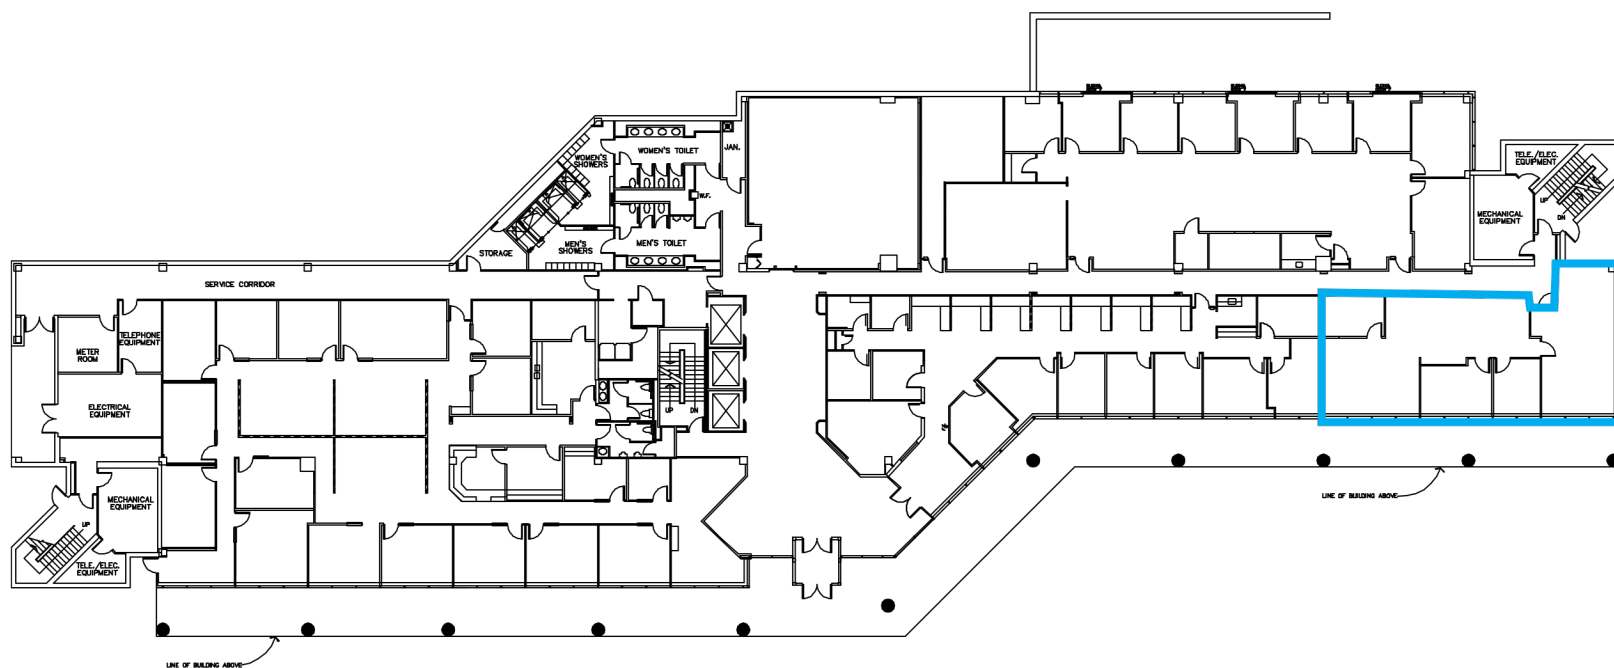 WOMEN'S TOILET
JAN.
WOMEN'S
SHOWERS
TELE./ELEC.
EQUIPMENT
W.F.
UP
MECHANICAL
EQUIPMENT
DN
MEN'S TOILET
MEN'S
SHOWERS
STORAGE
SERVICE CORRIDOR
TELEPHONE
EQUIPMENT
METER
ROOM
ELECTRICAL
EQUIPMENT
UP
DN
MECHANICAL
EQUIPMENT
LINE OF BUILDING ABOVE
UP
TELE./ELEC.
EQUIPMENT
LINE OF BUILDING ABOVE